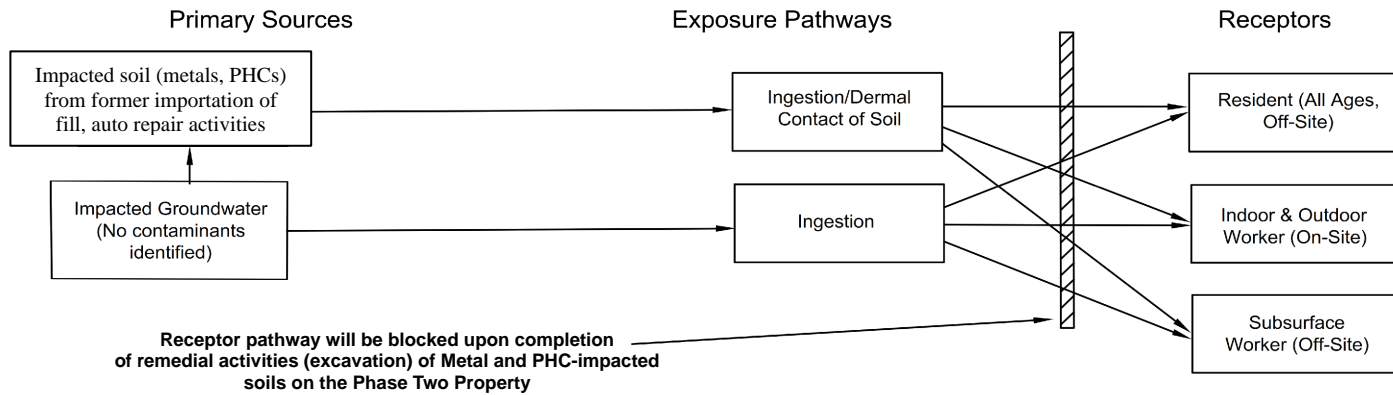 Primary Sources
Exposure Pathways
Receptors
Impacted soil (metals, PHCs)
from former importation of
fill, auto repair activities
Ingestion/Dermal
Contact of Soil
Resident (All Ages,
Off-Site)
Impacted Groundwater
(No contaminants
identified)
Ingestion
Indoor & Outdoor
Worker (On-Site)
Subsurface
Worker (Off-Site)
Receptor pathway will be blocked upon completion
of remedial activities (excavation) of Metal and PHC-impacted
soils on the Phase Two Property